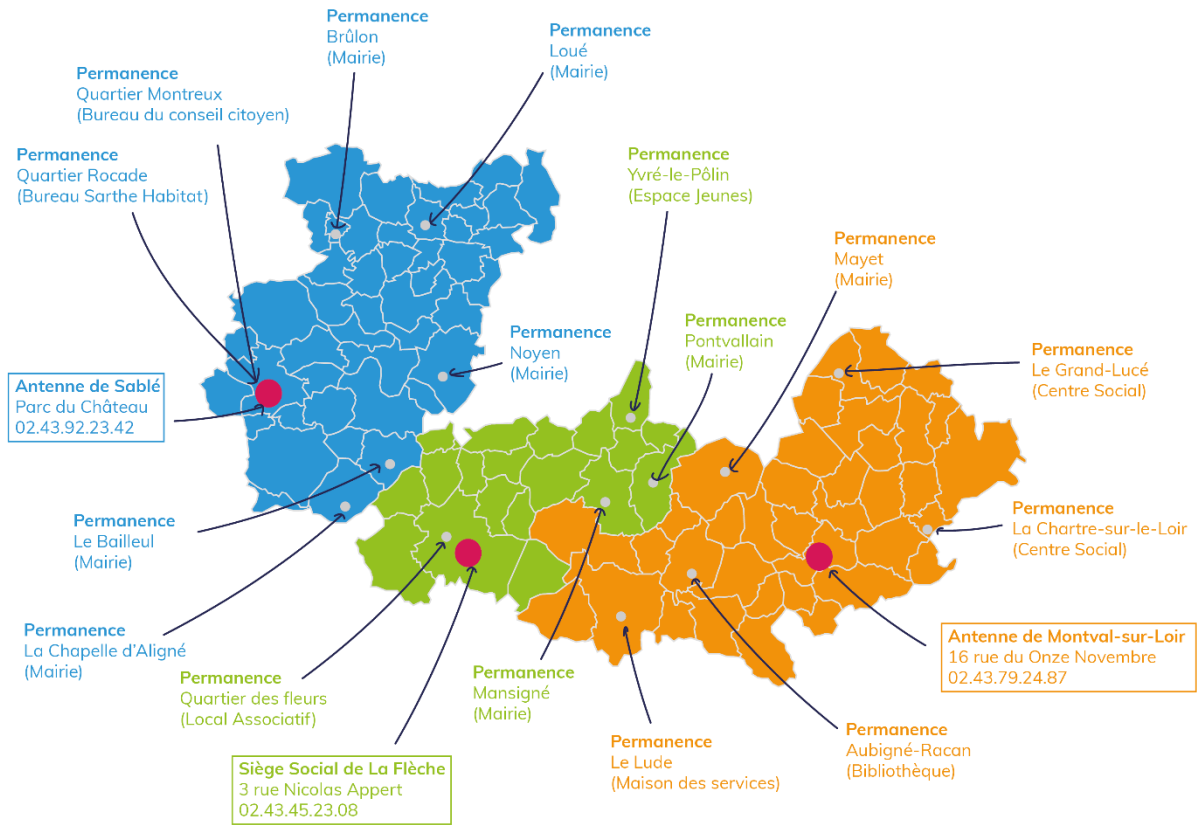 Permanence
Brûlon
(Mairie)
Permanence
Loué
(Mairie)
Permanence
Quartier Montreux
(Bureau du conseil citoyen)
Permanence
Quartier Rocade
(Bureau Sarthe Habitat)
Permanence
Yvré-le-Pôlin
(Espace Jeunes)
Permanence
Mayet
(Mairie)
Permanence
Noyen
(Mairie)
Permanence
Pontvallain
(Mairie)
Permanence
Le Grand-Lucé
(Centre Social)
Antenne de Sablé
Parc du Château
02.43.92.23.42
Permanence
Le Bailleul
(Mairie)
Permanence
La Chartre-sur-le-Loir
(Centre Social)
Permanence
La Chapelle d'Aligné
(Mairie)
Permanence
Quartier des fleurs
(Local Associatif)
Permanence
Mansigné
(Mairie)
Antenne de Montval-sur-Loir
16 rue du Onze Novembre
02.43.79.24.87
Siège Social de La Flèche
3 rue Nicolas Appert
02.43.45.23.08
Permanence
Le Lude
(Maison des services)
Permanence
Aubigné-Racan
(Bibliothèque)